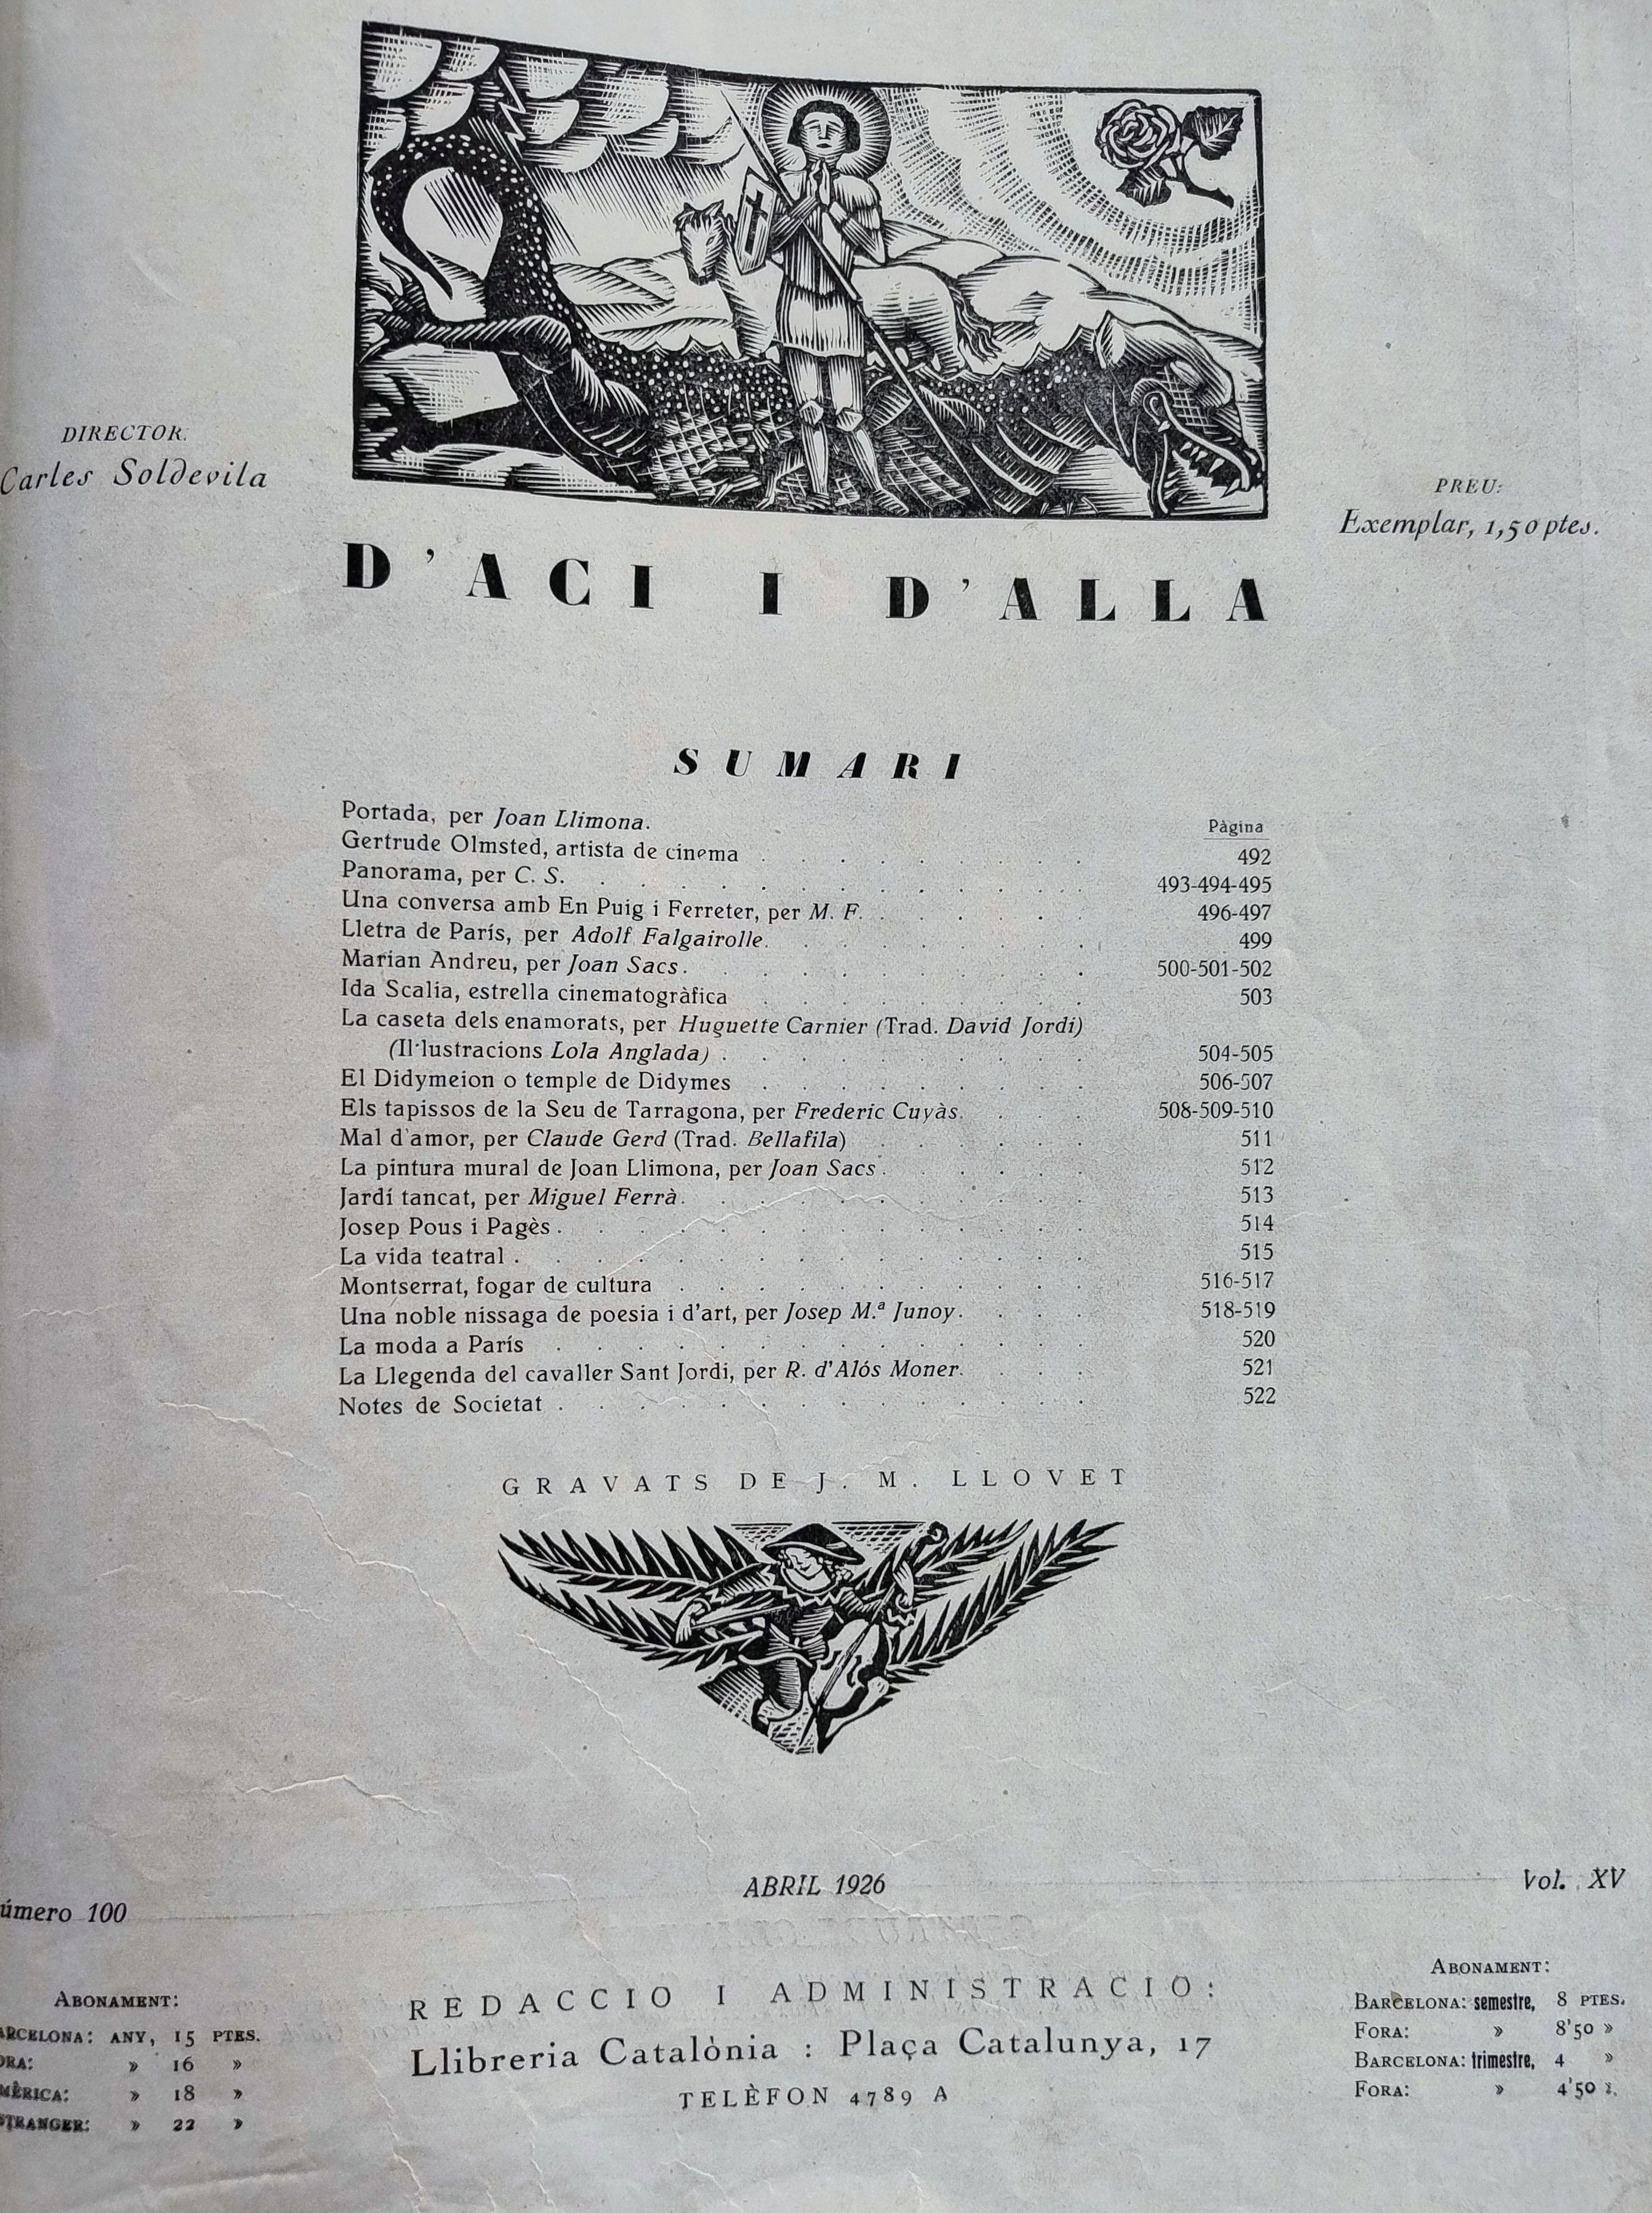 DIRECTOR:
Carles Soldevila
PREU:
Exemplar, 1,50 ptes.
D'ACI I D'ALLA
SUMARI
Pàgina
Portada, per Joan Llimona.
Gertrude Olmsted, artista de cinema . . . . . . . . . 492
Panorama, per C. S. . . . . . . . . . . . . . 493-494-495
Una conversa amb En Puig i Ferreter, per M. F. . . . . . . 496-497
Lletra de París, per Adolf Falgairolle. . . . . . . . . 499
Marian Andreu, per Joan Sacs . . . . . . . . . . . 500-501-502
Ida Scalia, estrella cinematogràfica . . . . . . . . . 503
La caseta dels enamorats, per Huguette Carnier (Trad. David Jordi)
(Il·lustracions Lola Anglada) . . . . . . . . . . 504-505
El Didymeion o temple de Didymes . . . . . . . . . 506-507
Els tapissos de la Seu de Tarragona, per Frederic Cuyàs. . . . 508-509-510
Mal d'amor, per Claude Gerd (Trad. Bellafila) . . . . . . 511
La pintura mural de Joan Llimona, per Joan Sacs . . . . . . 512
Jardí tancat, per Miguel Ferrà. . . . . . . . . . . 513
Josep Pous i Pagès . . . . . . . . . . . . . . 514
La vida teatral . . . . . . . . . . . . . . . 515
Montserrat, fogar de cultura . . . . . . . . . . . 516-517
Una noble nissaga de poesia i d'art, per Josep M.ª Junoy. . . . 518-519
La moda a París . . . . . . . . . . . . . . 520
La Llegenda del cavaller Sant Jordi, per R. d'Alós Moner. . . . 521
Notes de Societat . . . . . . . . . . . . . . 522
GRAVATS DE J. M. LLOVET
úmero 100
ABRIL 1926
Vol. XV
REDACCIO I ADMINISTRACIO:
Llibreria Catalònia : Plaça Catalunya, 17
TELÈFON 4789 A
ABONAMENT:
ARCELONA: ANY, 15 PTES.
ORA: » 16 »
MÈRICA: » 18 »
STRANGER: » 22 »
ABONAMENT:
BARCELONA: semestre, 8 PTES.
FORA: » 8'50 »
BARCELONA: trimestre, 4 »
FORA: » 4'50 »